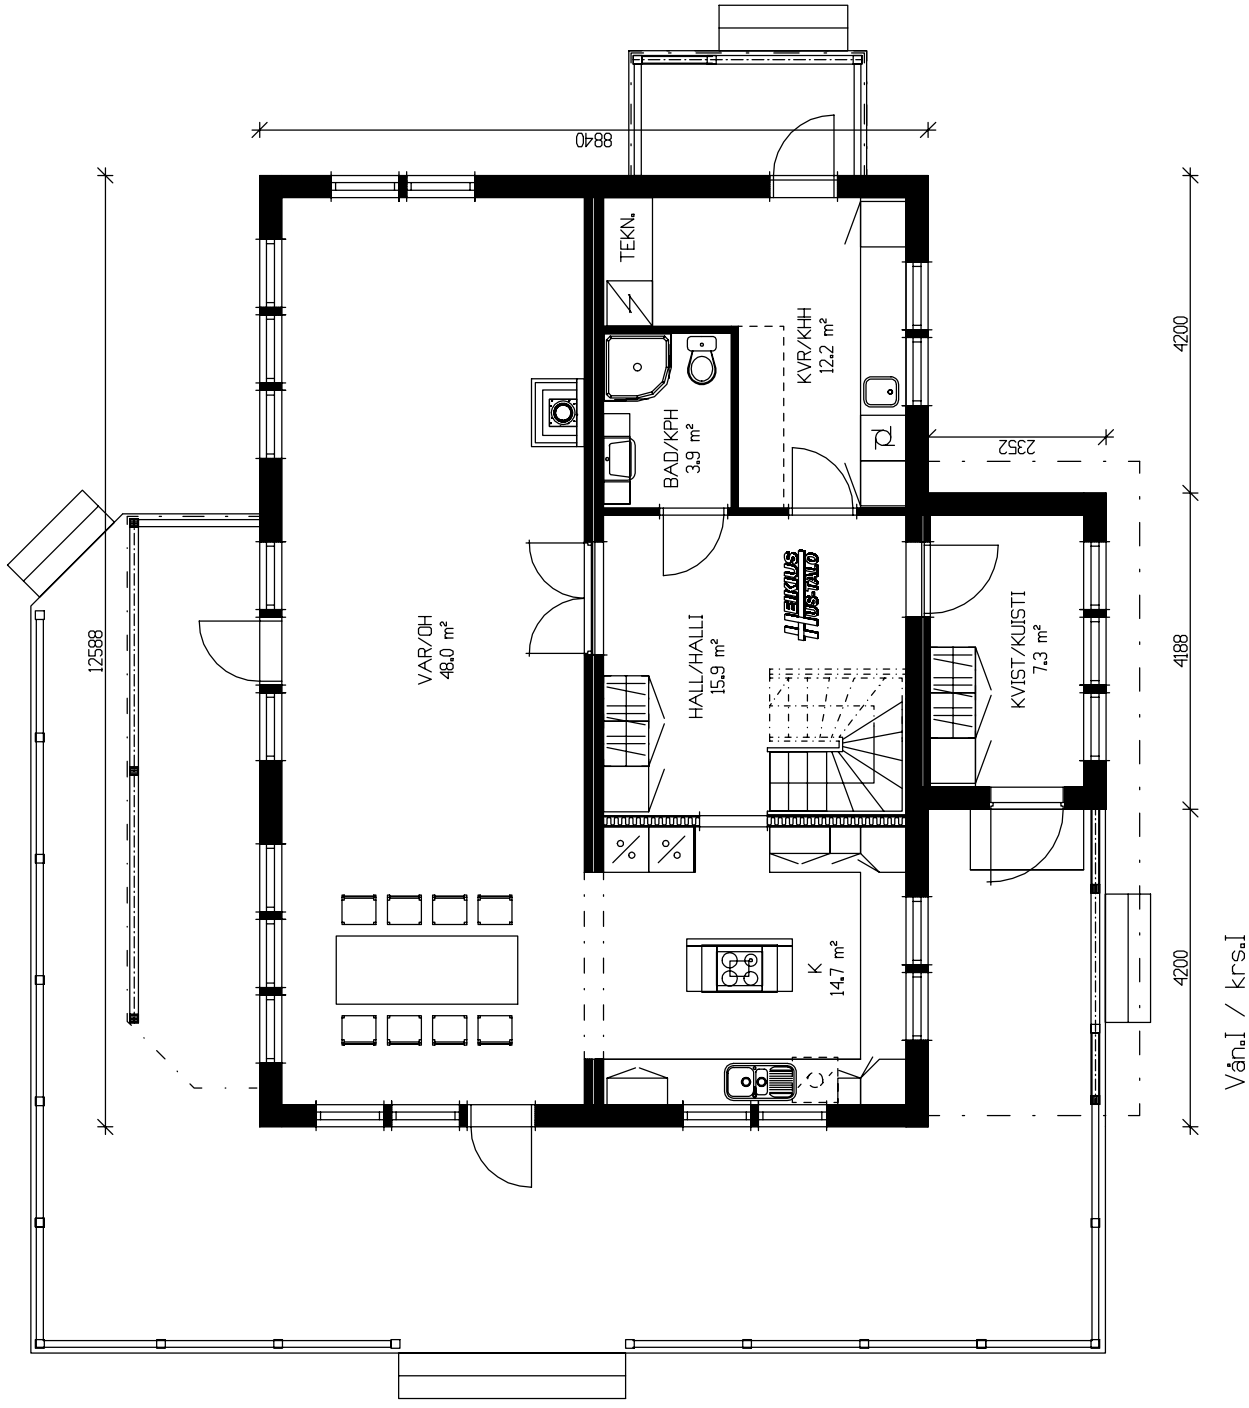 8840
12588
TEKN.
KVR/KHH
12.2 m²
BAD/KPH
3.9 m²
4200
2352
VAR/OH
48.0 m²
HALL/HALLI
15.9 m²
HEIKIUS
HUS-TALO
KVIST/KUISTI
7.3 m²
4188
K
14.7 m²
4200
Vån.I / krs.I